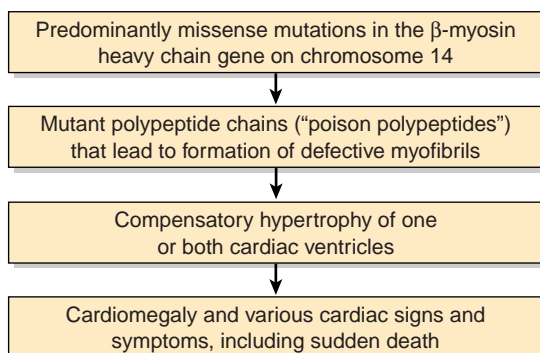 Predominantly missense mutations in the β-myosin
heavy chain gene on chromosome 14
Mutant polypeptide chains (“poison polypeptides”)
that lead to formation of defective myofibrils
Compensatory hypertrophy of one
or both cardiac ventricles
Cardiomegaly and various cardiac signs and
symptoms, including sudden death